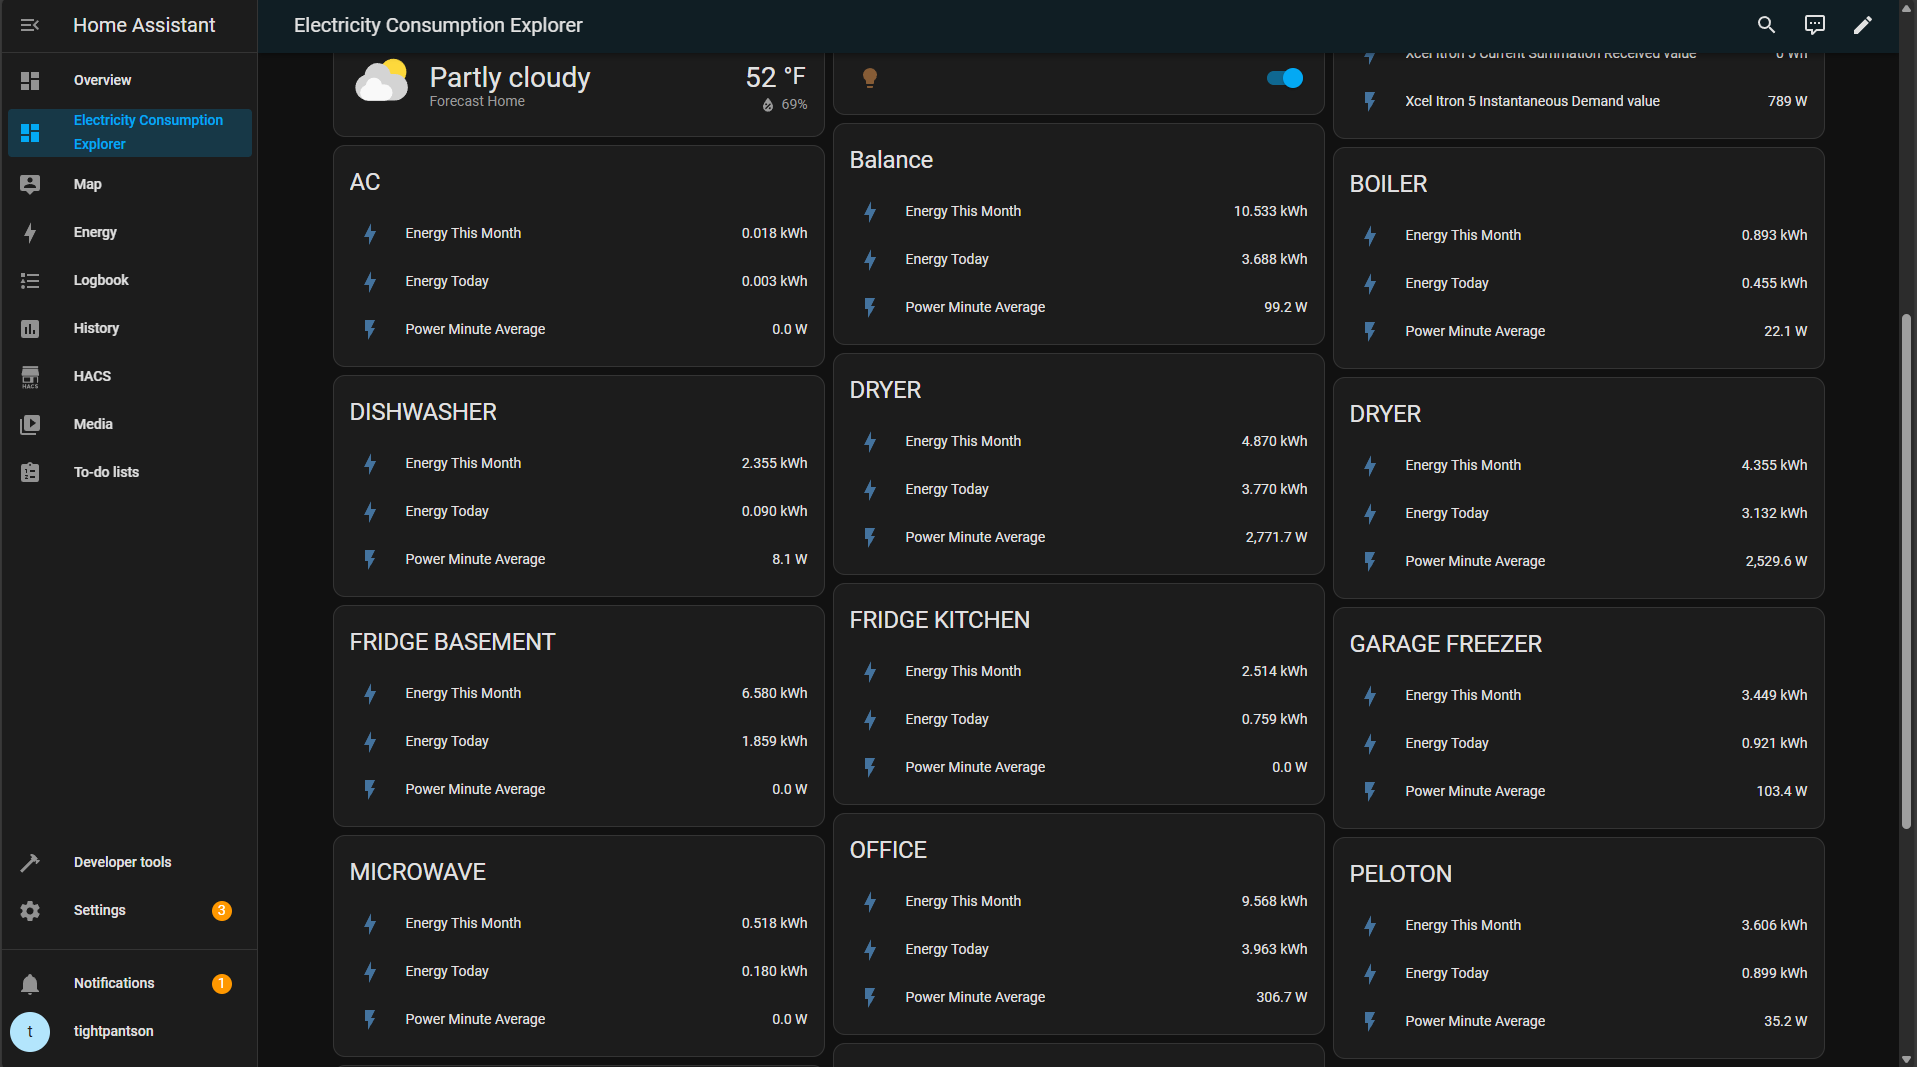 Home Assistant
Overview
Electricity Consumption
Explorer
Map
Energy
Logbook
History
HACS
HACS
Media
To-do lists
Developer tools
Settings
3
Notifications
1
t
tightpantson
Electricity Consumption Explorer
Partly cloudy
52 °F
Forecast Home
69%
AC
Energy This Month
0.018 kWh
Energy Today
0.003 kWh
Power Minute Average
0.0 W
DISHWASHER
Energy This Month
2.355 kWh
Energy Today
0.090 kWh
Power Minute Average
8.1 W
FRIDGE BASEMENT
Energy This Month
6.580 kWh
Energy Today
1.859 kWh
Power Minute Average
0.0 W
MICROWAVE
Energy This Month
0.518 kWh
Energy Today
0.180 kWh
Power Minute Average
0.0 W
Balance
Energy This Month
10.533 kWh
Energy Today
3.688 kWh
Power Minute Average
99.2 W
DRYER
Energy This Month
4.870 kWh
Energy Today
3.770 kWh
Power Minute Average
2,771.7 W
FRIDGE KITCHEN
Energy This Month
2.514 kWh
Energy Today
0.759 kWh
Power Minute Average
0.0 W
OFFICE
Energy This Month
9.568 kWh
Energy Today
3.963 kWh
Power Minute Average
306.7 W
Xcel Itron 5 Current Summation Received value
0 Wh
Xcel Itron 5 Instantaneous Demand value
789 W
BOILER
Energy This Month
0.893 kWh
Energy Today
0.455 kWh
Power Minute Average
22.1 W
DRYER
Energy This Month
4.355 kWh
Energy Today
3.132 kWh
Power Minute Average
2,529.6 W
GARAGE FREEZER
Energy This Month
3.449 kWh
Energy Today
0.921 kWh
Power Minute Average
103.4 W
PELOTON
Energy This Month
3.606 kWh
Energy Today
0.899 kWh
Power Minute Average
35.2 W